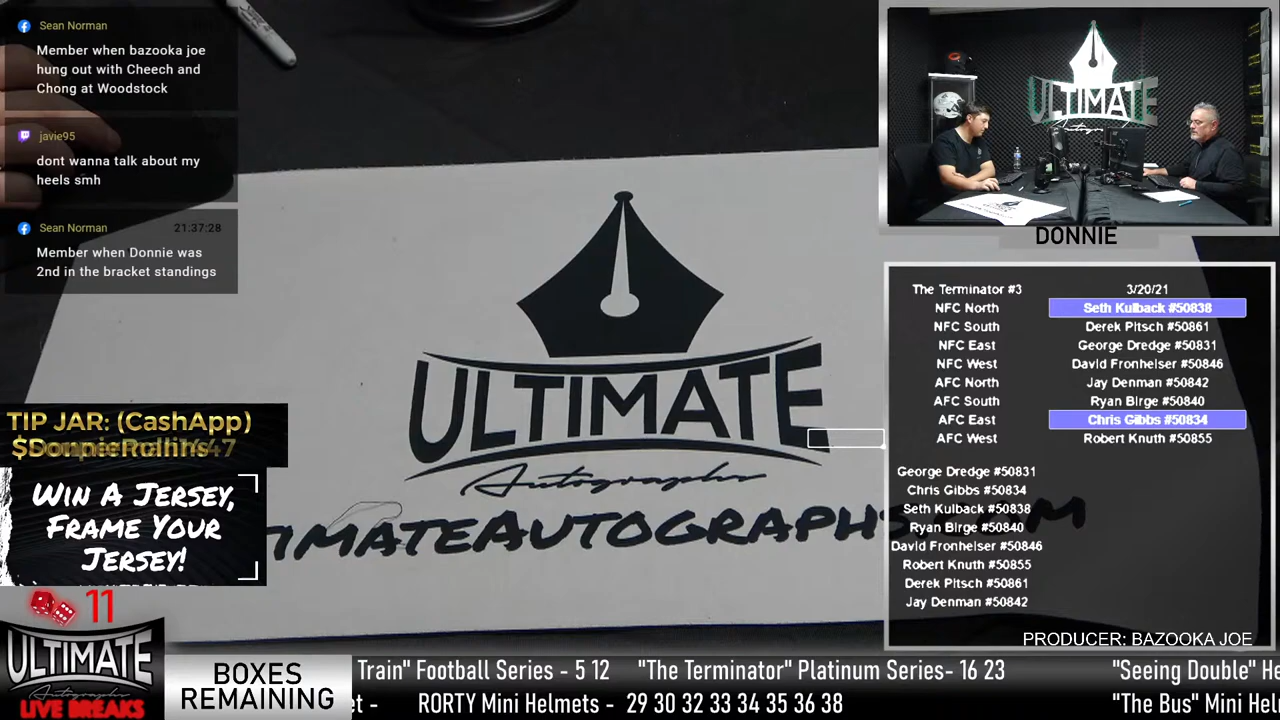 Sean Norman
Member when bazooka joe
hung out with Cheech and
Chong at Woodstock
javie95
dont wanna talk about my
heels smh
Sean Norman 21:37:28
Member when Donnie was
2nd in the bracket standings
ULTIMATE
Autographs
DONNIE
ULTIMATE
Autographs
TIMATEAUTOGRAPHS.COM
The Terminator #3 3/20/21
NFC North Seth Kulback #50838
NFC South Derek Pitsch #50861
NFC East George Dredge #50831
NFC West David Fronheiser #50846
AFC North Jay Denman #50842
AFC South Ryan Birge #50840
AFC East Chris Gibbs #50834
AFC West Robert Knuth #50855
George Dredge #50831
Chris Gibbs #50834
Seth Kulback #50838
Ryan Birge #50840
David Fronheiser #50846
Robert Knuth #50855
Derek Pitsch #50861
Jay Denman #50842
PRODUCER: BAZOOKA JOE
TIP JAR: (CashApp)
WIN A JERSEY,
FRAME YOUR
JERSEY!
11
ULTIMATE
Autographs
LIVE BREAKS
BOXES
REMAINING
Train" Football Series - 5 12 "The Terminator" Platinum Series- 16 23 "Seeing Double" He
et - RORTY Mini Helmets - 29 30 32 33 34 35 36 38 "The Bus" Mini Hel